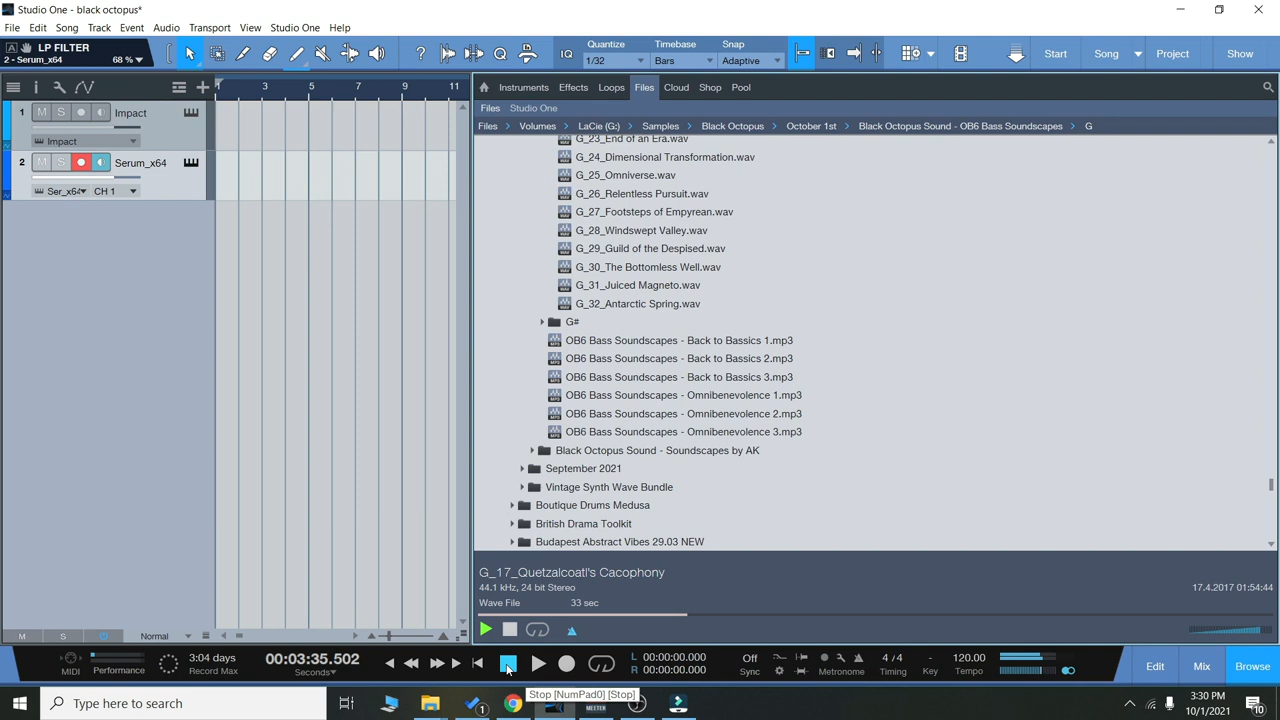 Studio One - black octopus*
File Edit Song Track Event Audio Transport View Studio One Help
LP FILTER
2 - Serum_x64 68 %
IQ
Quantize
1/32
Timebase
Bars
Snap
Adaptive
Start Song Project Show
1 3 5 7 9 11
1 M S Impact
Impact
2 M S Serum_x64
Ser_x64 CH 1
Instruments Effects Loops Files Cloud Shop Pool
Files Studio One
Files Volumes LaCie (G:) Samples Black Octopus October 1st Black Octopus Sound - OB6 Bass Soundscapes G
G_23_End of an Era.wav
G_24_Dimensional Transformation.wav
G_25_Omniverse.wav
G_26_Relentless Pursuit.wav
G_27_Footsteps of Empyrean.wav
G_28_Windswept Valley.wav
G_29_Guild of the Despised.wav
G_30_The Bottomless Well.wav
G_31_Juiced Magneto.wav
G_32_Antarctic Spring.wav
G#
OB6 Bass Soundscapes - Back to Bassics 1.mp3
OB6 Bass Soundscapes - Back to Bassics 2.mp3
OB6 Bass Soundscapes - Back to Bassics 3.mp3
OB6 Bass Soundscapes - Omnibenevolence 1.mp3
OB6 Bass Soundscapes - Omnibenevolence 2.mp3
OB6 Bass Soundscapes - Omnibenevolence 3.mp3
Black Octopus Sound - Soundscapes by AK
September 2021
Vintage Synth Wave Bundle
Boutique Drums Medusa
British Drama Toolkit
Budapest Abstract Vibes 29.03 NEW
G_17_Quetzalcoatl's Cacophony
44.1 kHz, 24 bit Stereo 17.4.2017 01:54:44
Wave File 33 sec
M S Normal
MIDI
Performance
3:04 days
Record Max
00:03:35.502
Seconds
L 00:00:00.000
R 00:00:00.000
Off
Sync
Metronome
4 / 4
Timing
-
Key
120.00
Tempo
Edit Mix Browse
Stop [NumPad0] [Stop]
Type here to search
1
MEETER
3:30 PM
10/1/2021
10